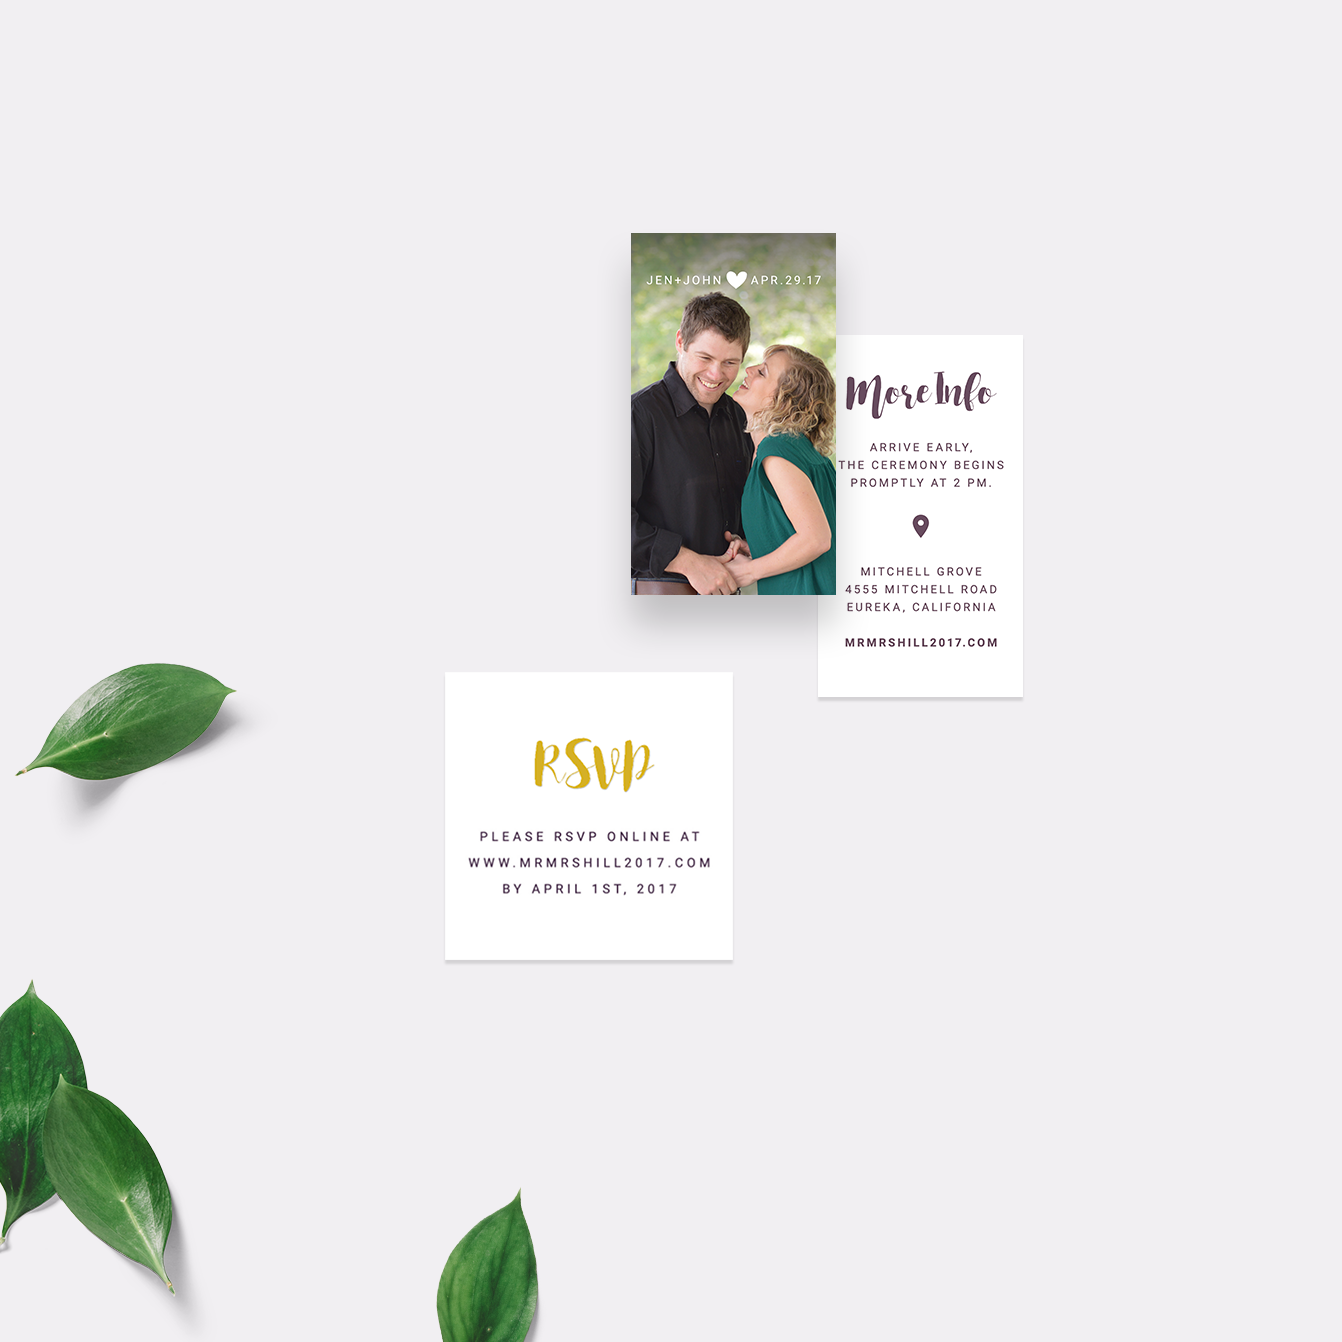 JEN+JOHN APR.29.17
More Info
ARRIVE EARLY,
THE CEREMONY BEGINS
PROMPTLY AT 2 PM.
MITCHELL GROVE
4555 MITCHELL ROAD
EUREKA, CALIFORNIA
MRMRSHILL2017.COM
RSVP
PLEASE RSVP ONLINE AT
WWW.MRMRSHILL2017.COM
BY APRIL 1ST, 2017